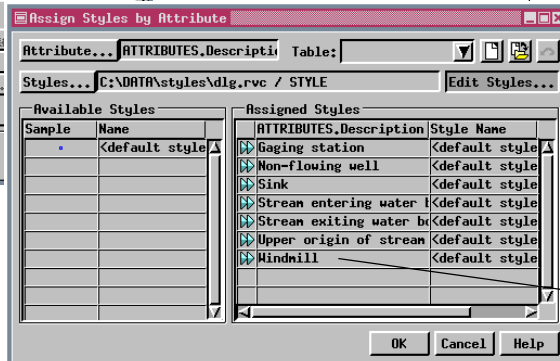 Assign Styles by Attribute
Attribute... ATTRIBUTES.Descripti Table:
Styles... C:\DATA\styles\dlg.rvc / STYLE Edit Styles...
Available Styles
Sample Name
<default style
Assigned Styles
ATTRIBUTES.Description Style Name
Gaging station <default style
Non-flowing well <default style
Sink <default style
Stream entering water b <default style
Stream exiting water bo <default style
Upper origin of stream <default style
Windmill <default style
OK Cancel Help